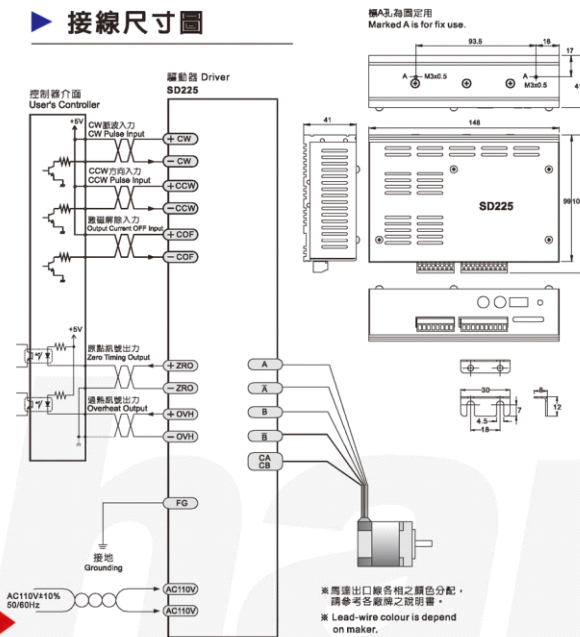 接線尺寸圖
標A孔為固定用
Marked A is for fix use.
93.5
18
17
A
M3x0.5
A
M3x0.5
41
148
99
SD225
驅動器 Driver
SD225
控制器介面
User's Controller
+5V
CW脈波入力
CW Pulse Input
+ CW
− CW
CCW方向入力
CCW Pulse Input
+ CCW
− CCW
激磁解除入力
Output Current OFF Input
+ COF
− COF
+5V
原點訊號出力
Zero Timing Output
+ ZRO
− ZRO
過熱訊號出力
Overheat Output
+ OVH
− OVH
A
A̅
B
B̅
CA
CB
FG
接地
Grounding
AC110V±10%
50/60Hz
AC110V
AC110V
30
4.5
18
7
8
12
※馬達出口線各相之顏色分配，
請參考各廠牌之說明書。
※ Lead-wire colour is depend
on maker.